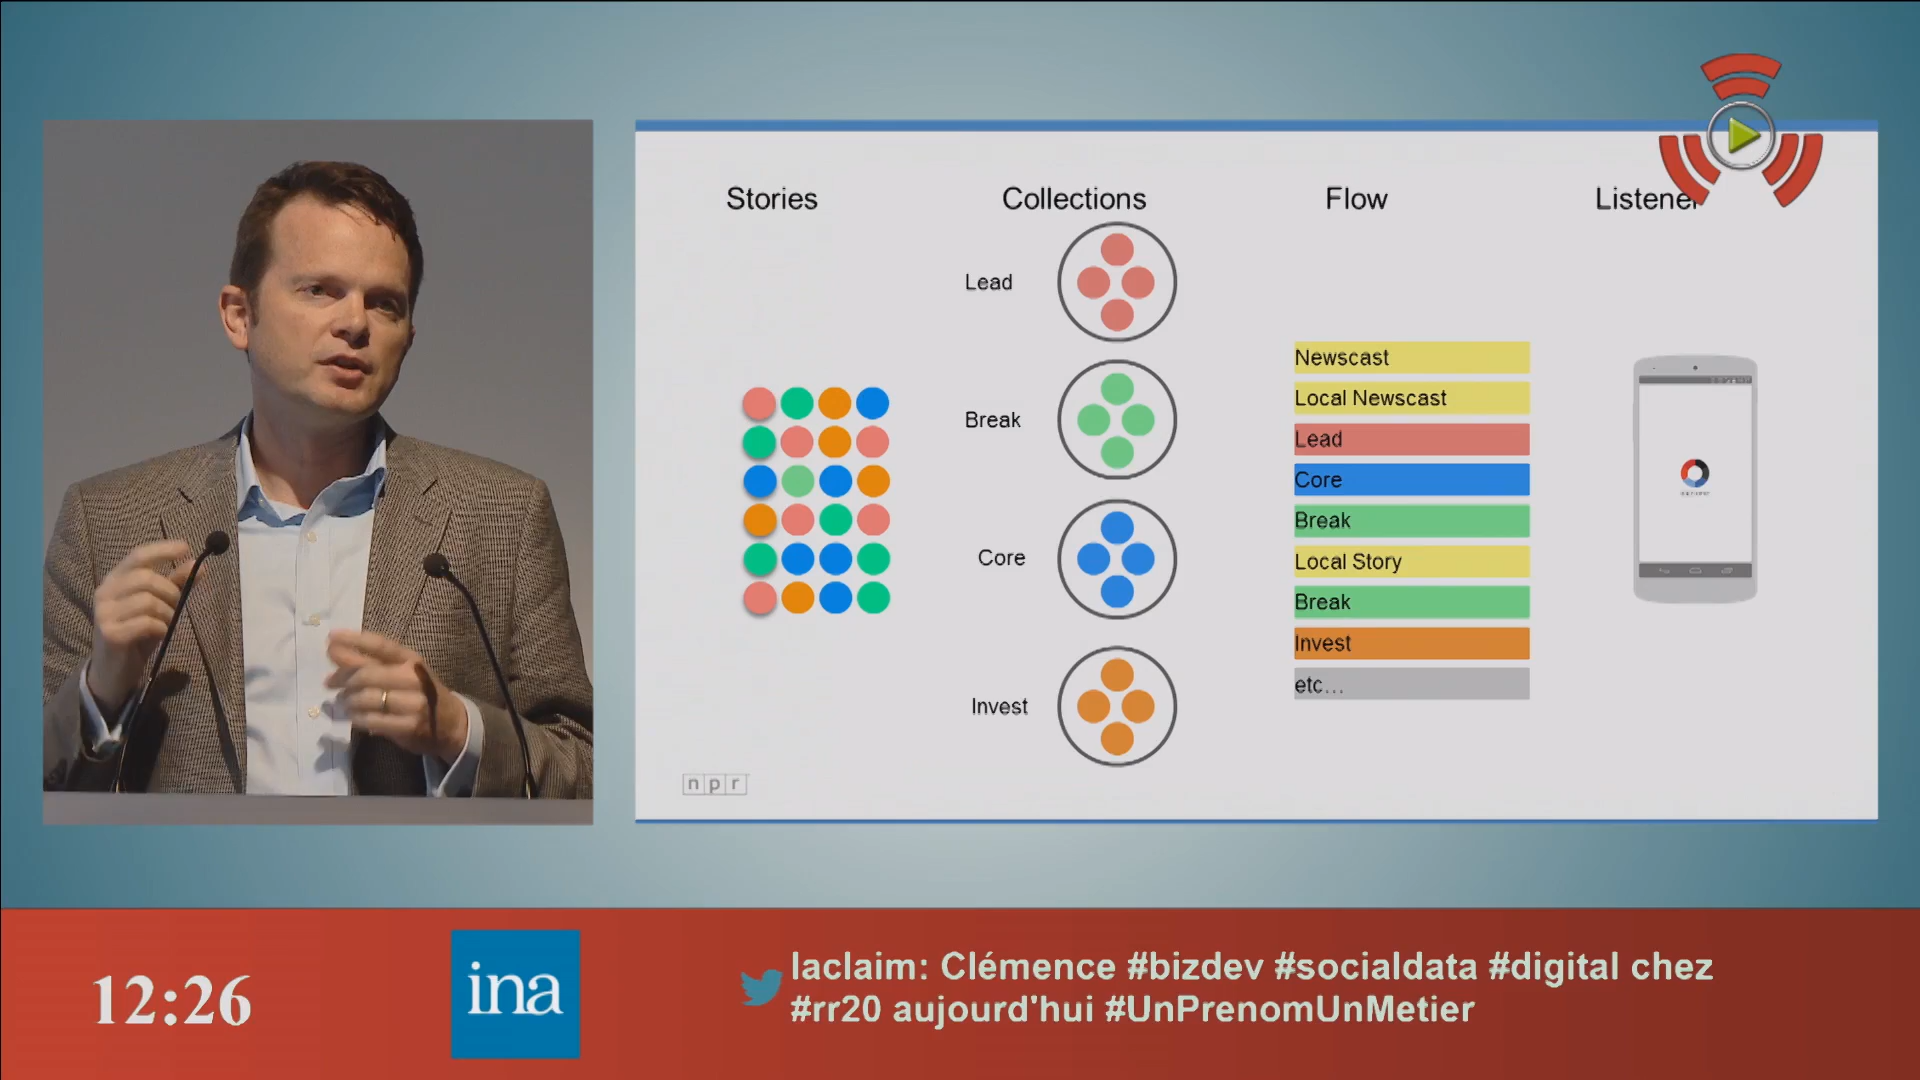 Stories
Collections
Flow
Listener
Lead
Break
Core
Invest
Newscast
Local Newscast
Lead
Core
Break
Local Story
Break
Invest
etc...
n p r
12:26
ina
laclaim: Clémence #bizdev #socialdata #digital chez
#rr20 aujourd'hui #UnPrenomUnMetier